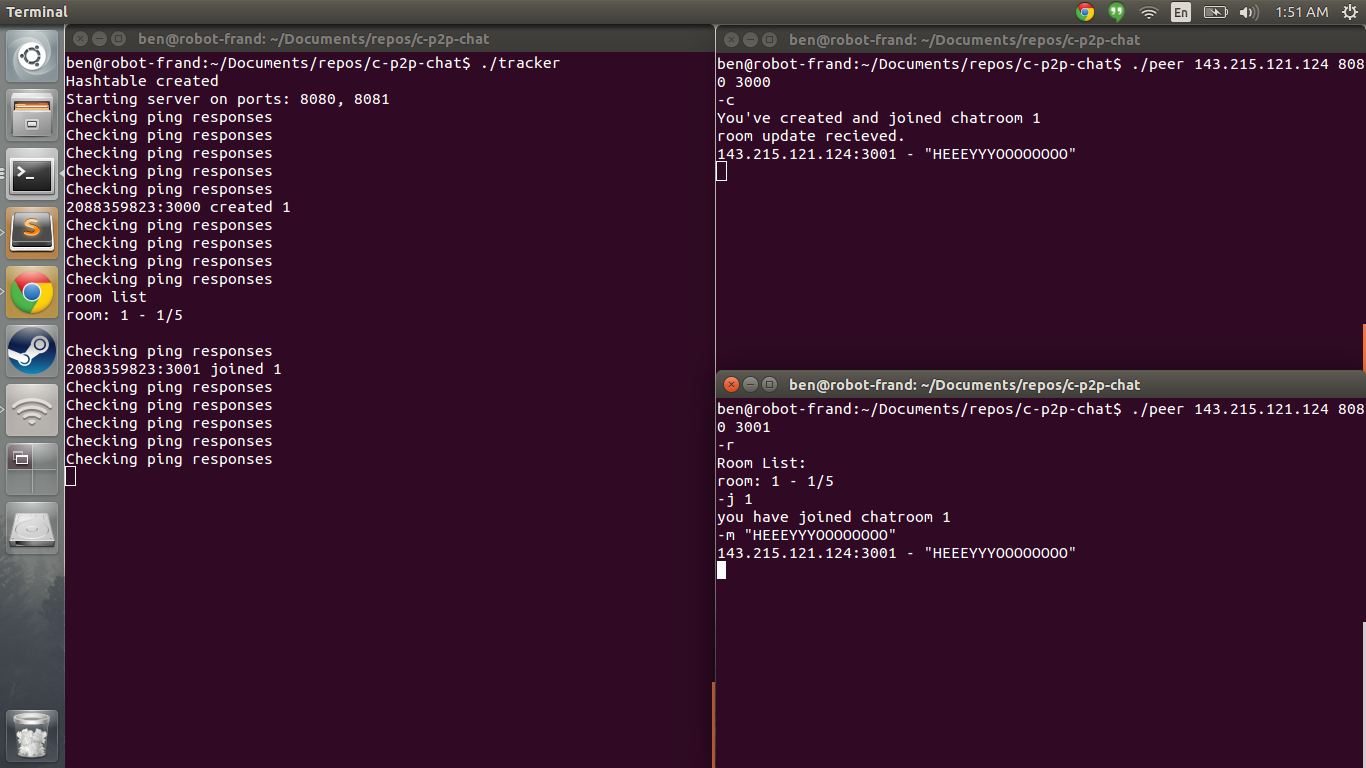 Terminal
En
1:51 AM
ben@robot-frand: ~/Documents/repos/c-p2p-chat
ben@robot-frand:~/Documents/repos/c-p2p-chat$ ./tracker
Hashtable created
Starting server on ports: 8080, 8081
Checking ping responses
Checking ping responses
Checking ping responses
Checking ping responses
Checking ping responses
2088359823:3000 created 1
Checking ping responses
Checking ping responses
Checking ping responses
Checking ping responses
room list
room: 1 - 1/5
Checking ping responses
2088359823:3001 joined 1
Checking ping responses
Checking ping responses
Checking ping responses
Checking ping responses
Checking ping responses
ben@robot-frand: ~/Documents/repos/c-p2p-chat
ben@robot-frand:~/Documents/repos/c-p2p-chat$ ./peer 143.215.121.124 808
0 3000
-c
You've created and joined chatroom 1
room update recieved.
143.215.121.124:3001 - "HEEEYYYOOOOOOOO"
ben@robot-frand: ~/Documents/repos/c-p2p-chat
ben@robot-frand:~/Documents/repos/c-p2p-chat$ ./peer 143.215.121.124 808
0 3001
-r
Room List:
room: 1 - 1/5
-j 1
you have joined chatroom 1
-m "HEEEYYYOOOOOOOO"
143.215.121.124:3001 - "HEEEYYYOOOOOOOO"